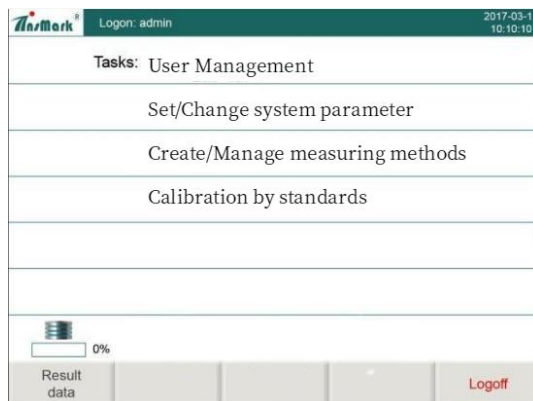 InsMark®
Logon: admin
2017-03-1
10:10:10
Tasks: User Management
Set/Change system parameter
Create/Manage measuring methods
Calibration by standards
0%
Result
data
Logoff